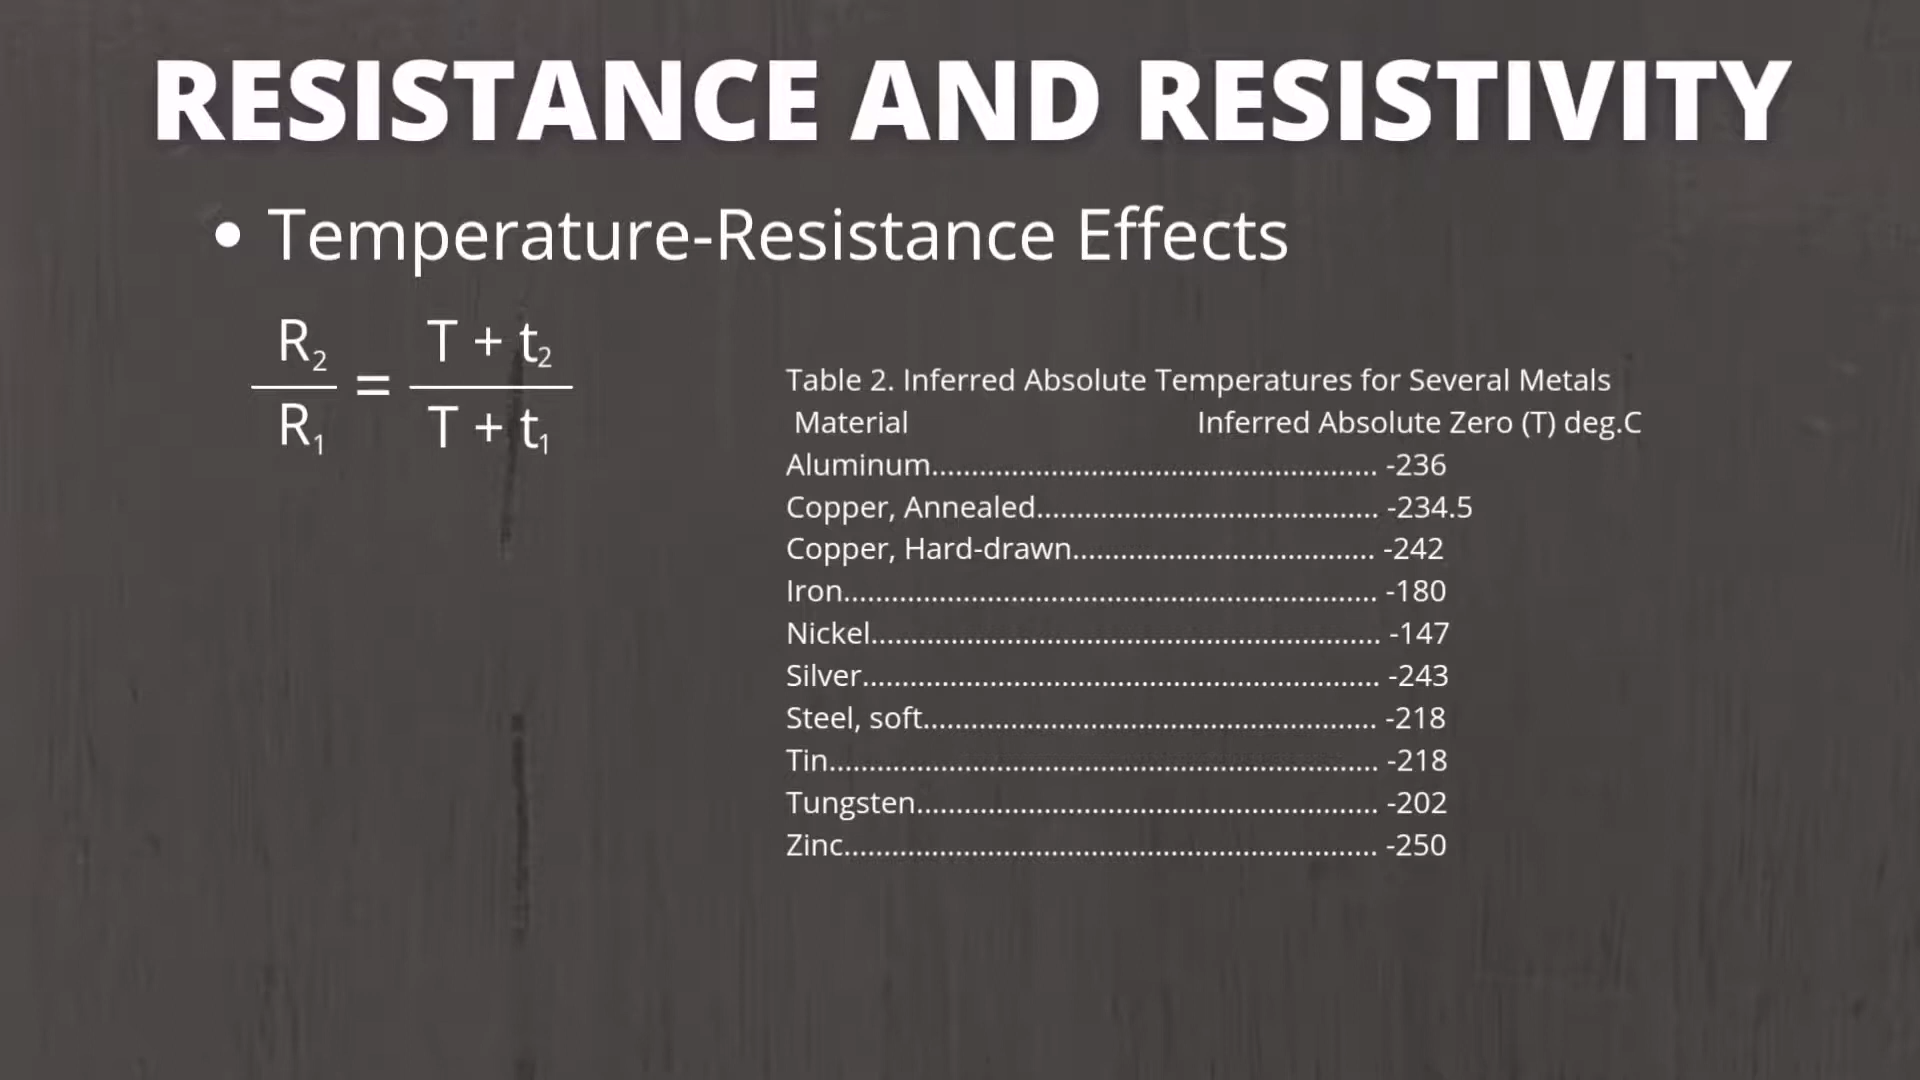 RESISTANCE AND RESISTIVITY
• Temperature-Resistance Effects
R₂ / R₁ = T + t₂ / T + t₁
Table 2. Inferred Absolute Temperatures for Several Metals
Material Inferred Absolute Zero (T) deg.C
Aluminum........................................................ -236
Copper, Annealed........................................... -234.5
Copper, Hard-drawn...................................... -242
Iron................................................................... -180
Nickel................................................................ -147
Silver................................................................. -243
Steel, soft......................................................... -218
Tin..................................................................... -218
Tungsten.......................................................... -202
Zinc................................................................... -250